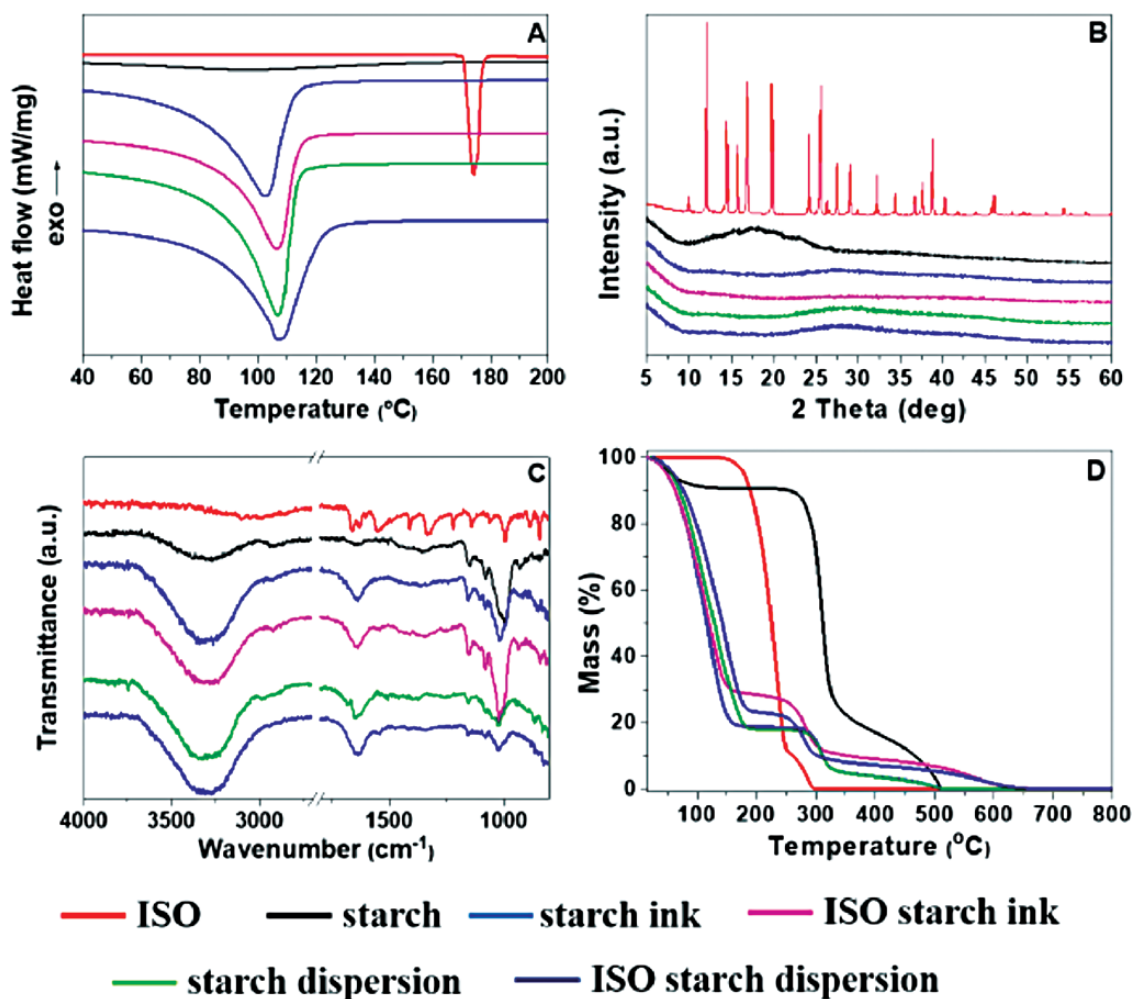 A
Heat flow (mW/mg)
exo
40 60 80 100 120 140 160 180 200
Temperature (°C)
B
Intensity (a.u.)
5 10 15 20 25 30 35 40 45 50 55 60
2 Theta (deg)
C
Transmittance (a.u.)
4000 3500 3000 1500 1000
Wavenumber (cm⁻¹)
D
Mass (%)
100
80
60
40
20
0
100 200 300 400 500 600 700 800
Temperature (°C)
ISO starch starch ink ISO starch ink
starch dispersion ISO starch dispersion